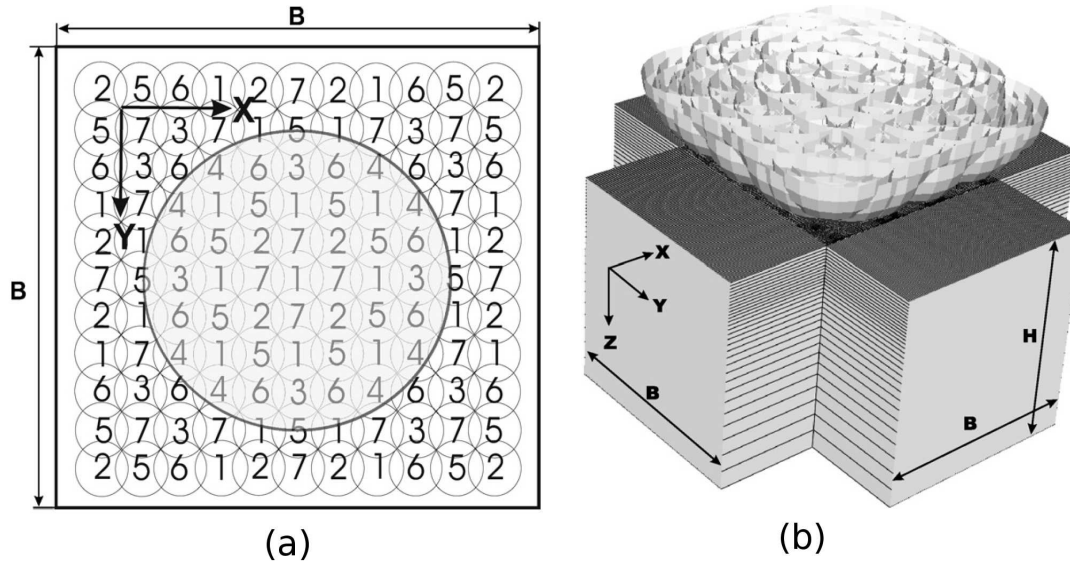 B
2 5 6 1 2 7 2 1 6 5 2
X
5 7 3 7 1 5 1 7 3 7 5
6 3 6 4 6 3 6 4 6 3 6
1 7 4 1 5 1 5 1 4 7 1
Y
2 1 6 5 2 7 2 5 6 1 2
7 5 3 1 7 1 7 1 3 5 7
B
2 1 6 5 2 7 2 5 6 1 2
1 7 4 1 5 1 5 1 4 7 1
6 3 6 4 6 3 6 4 6 3 6
5 7 3 7 1 5 1 7 3 7 5
2 5 6 1 2 7 2 1 6 5 2
(a)
X
Y
Z
H
B
B
(b)